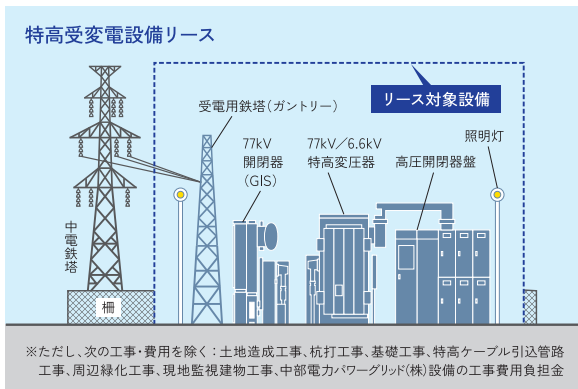 特高受変電設備リース
リース対象設備
受電用鉄塔（ガントリー）
77kV
開閉器
（GIS）
77kV／6.6kV
特高変圧器
高圧開閉器盤
照明灯
中電鉄塔
柵
※ただし、次の工事・費用を除く：土地造成工事、杭打工事、基礎工事、特高ケーブル引込管路
工事、周辺緑化工事、現地監視建物工事、中部電力パワーグリッド（株）設備の工事費用負担金